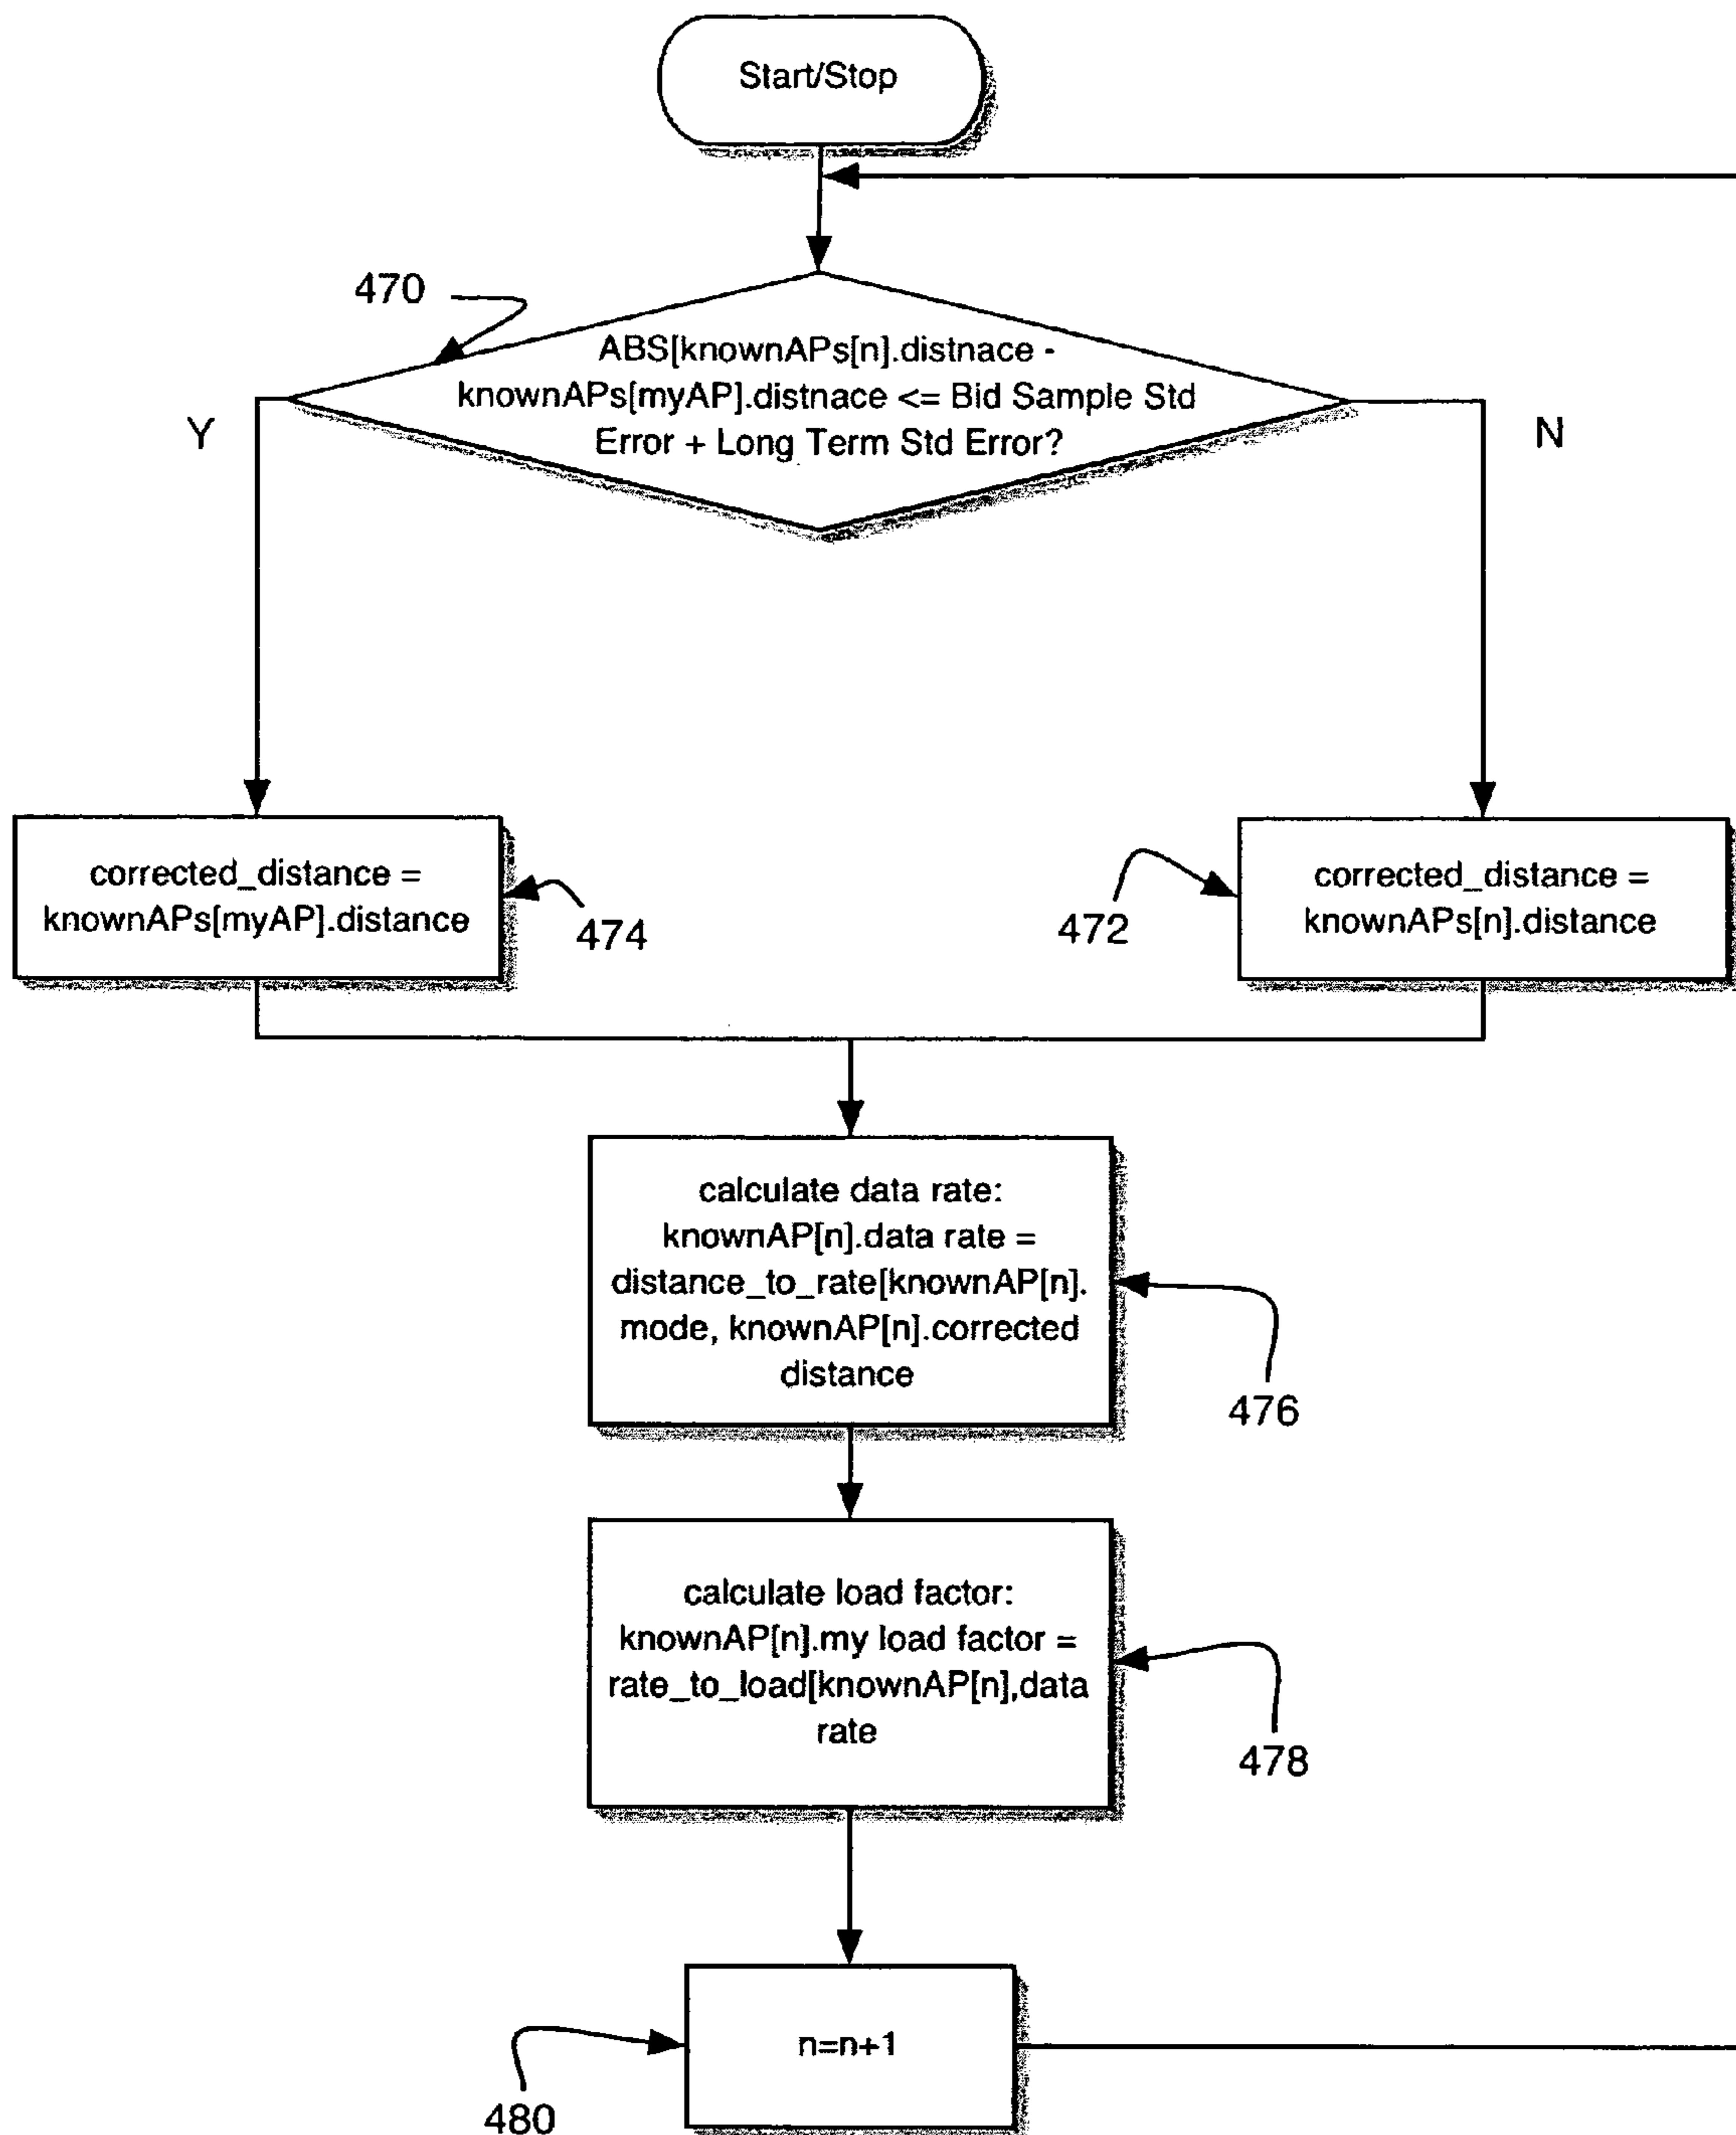 Start/Stop
470
ABS[knownAPs[n].distnace -
knownAPs[myAP].distnace <= Bid Sample Std
Error + Long Term Std Error?
Y
N
corrected_distance =
knownAPs[myAP].distance
474
472
corrected_distance =
knownAPs[n].distance
calculate data rate:
knownAP[n].data rate =
distance_to_rate[knownAP[n].
mode, knownAP[n].corrected
distance
476
calculate load factor:
knownAP[n].my load factor =
rate_to_load[knownAP[n],data
rate
478
n=n+1
480